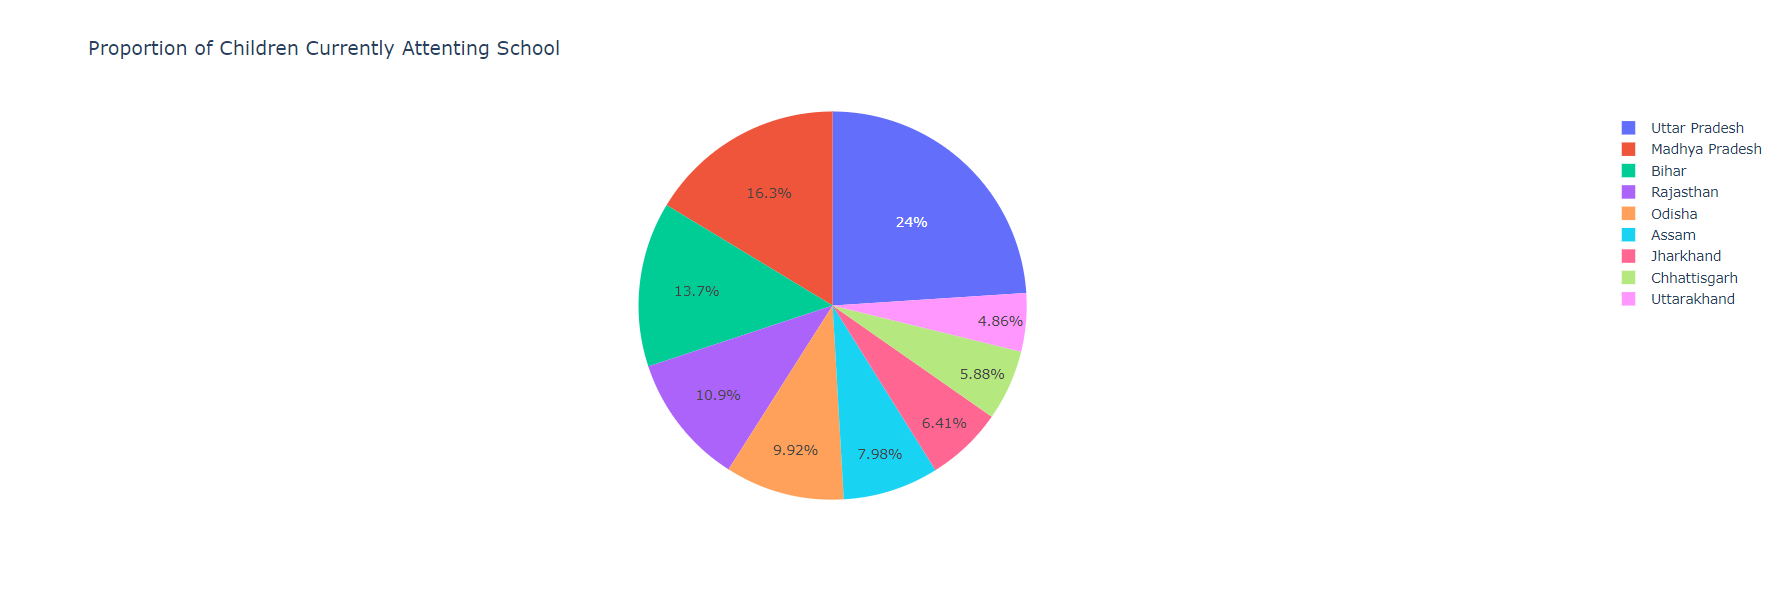 Proportion of Children Currently Attenting School
24%
16.3%
13.7%
10.9%
9.92%
7.98%
6.41%
5.88%
4.86%
Uttar Pradesh
Madhya Pradesh
Bihar
Rajasthan
Odisha
Assam
Jharkhand
Chhattisgarh
Uttarakhand